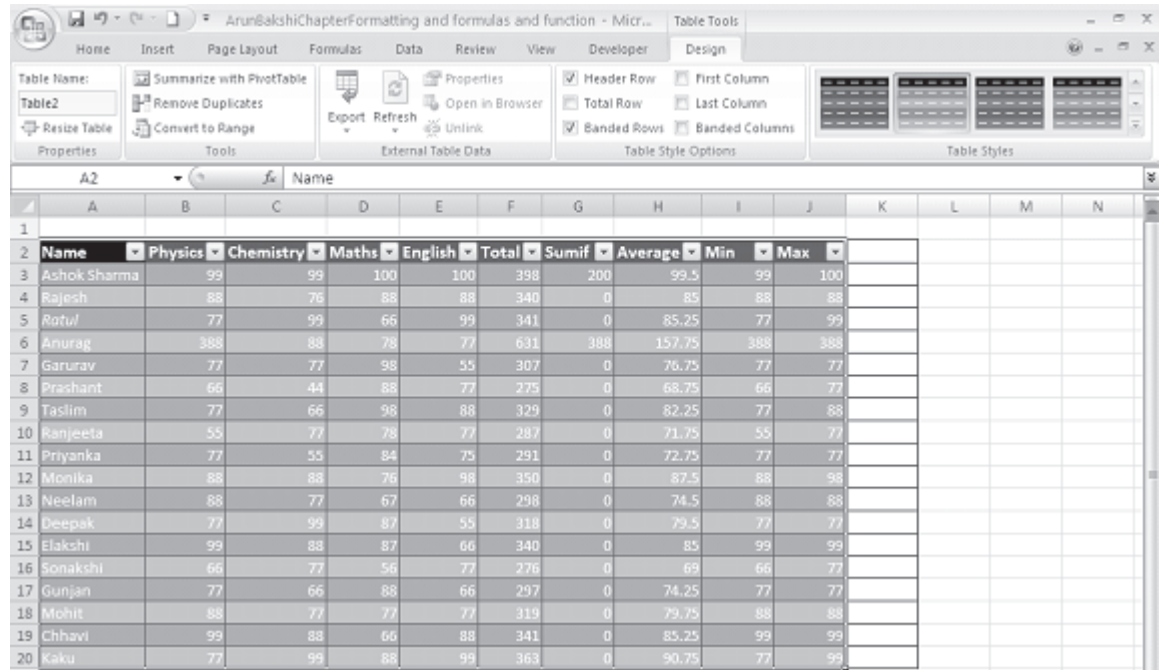 ArunBakshiChapterFormatting and formulas and function - Micr... Table Tools
Home Insert Page Layout Formulas Data Review View Developer Design
Table Name: Summarize with PivotTable Properties Header Row First Column
Table2 Remove Duplicates Export Refresh Open in Browser Total Row Last Column
Resize Table Convert to Range Unlink Banded Rows Banded Columns
Properties Tools External Table Data Table Style Options Table Styles
A2 fx Name
A B C D E F G H I J K L M N
1
2 Name Physics Chemistry Maths English Total Sumif Average Min Max
3 Ashok Sharma 99 99 100 100 398 200 99.5 99 100
4 Rajesh 88 76 88 88 340 0 85 88 88
5 Ratul 77 99 66 99 341 0 85.25 77 99
6 Anurag 388 88 78 77 631 388 157.75 388 388
7 Garurav 77 77 98 55 307 0 76.75 77 77
8 Prashant 66 44 88 77 275 0 68.75 66 77
9 Taslim 77 66 98 88 329 0 82.25 77 88
10 Ranjeeta 55 77 78 77 287 0 71.75 55 77
11 Priyanka 77 55 84 75 291 0 72.75 77 77
12 Monika 88 88 76 98 350 0 87.5 88 98
13 Neelam 88 77 67 66 298 0 74.5 88 88
14 Deepak 77 99 87 55 318 0 79.5 77 77
15 Elakshi 99 88 87 66 340 0 85 99 99
16 Sonakshi 66 77 56 77 276 0 69 66 77
17 Gunjan 77 66 88 66 297 0 74.25 77 77
18 Mohit 88 77 77 77 319 0 79.75 88 88
19 Chhavi 99 88 66 88 341 0 85.25 99 99
20 Kaku 77 99 88 99 363 0 90.75 77 99